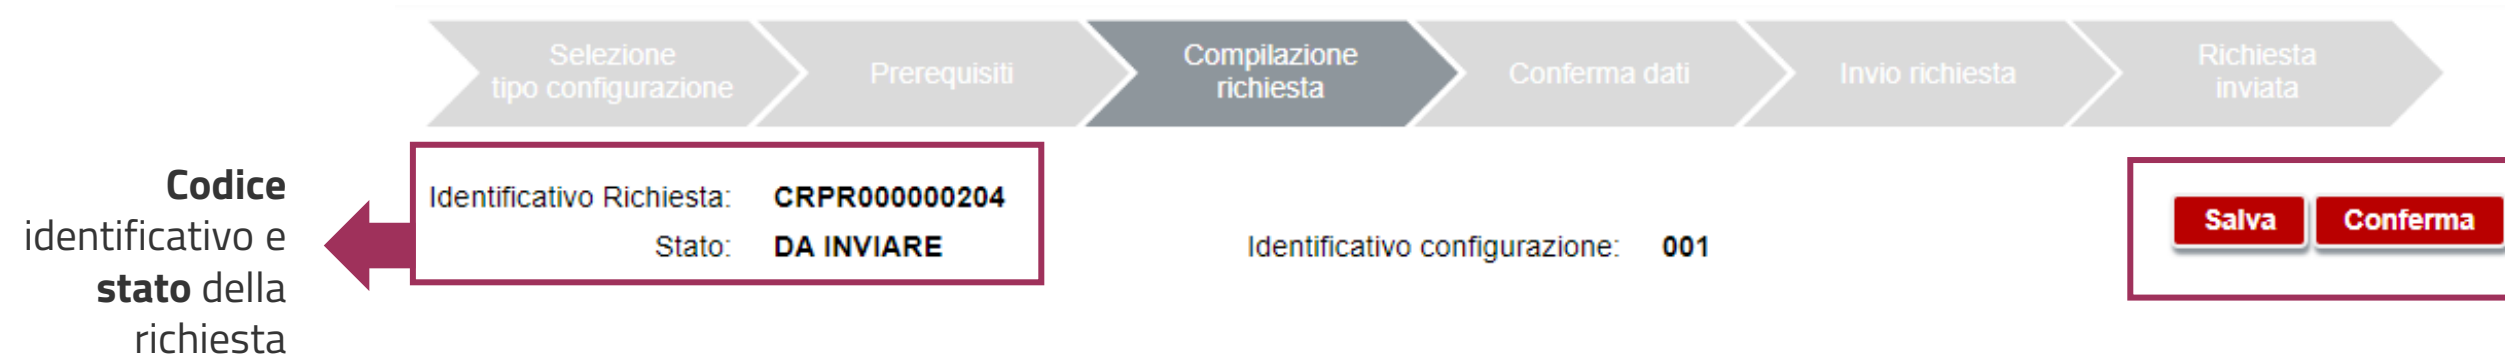 Selezione
tipo configurazione
Prerequisiti
Compilazione
richiesta
Conferma dati
Invio richiesta
Richiesta
inviata
Codice
identificativo e
stato della
richiesta
Identificativo Richiesta: CRPR000000204
Stato: DA INVIARE
Identificativo configurazione: 001
Salva Conferma